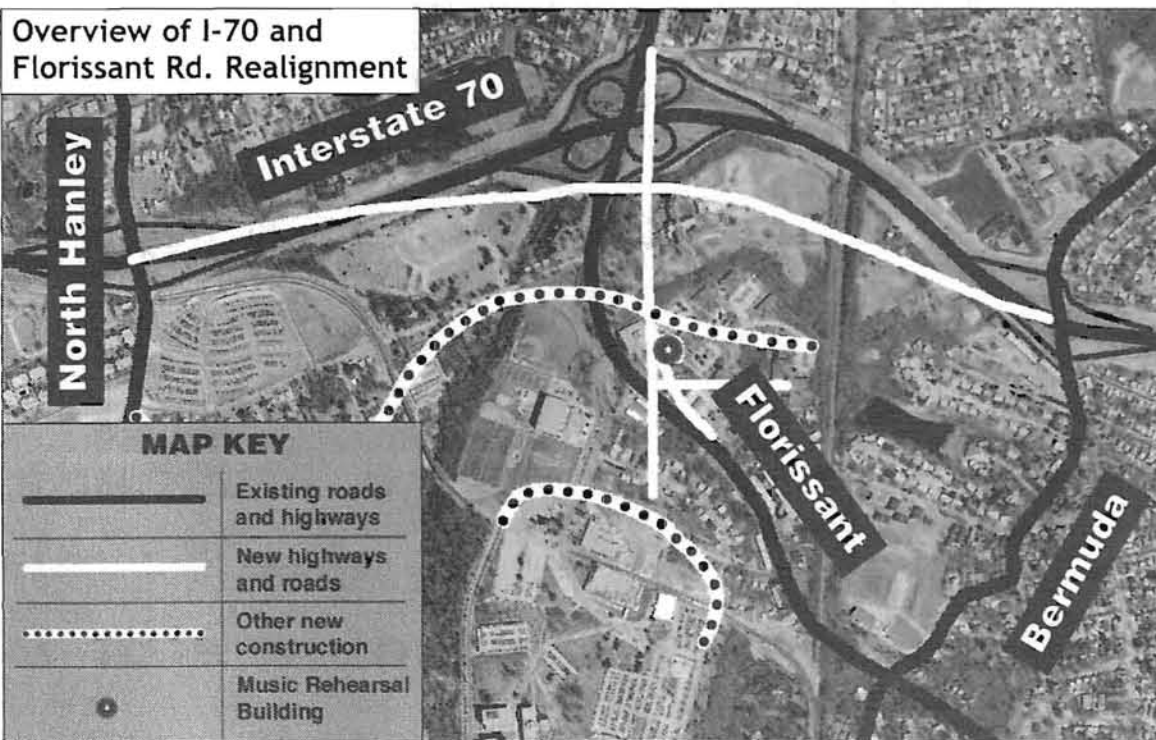 Overview of I-70 and
Florissant Rd. Realignment
Interstate 70
North Hanley
Florissant
Bermuda
MAP KEY
Existing roads
and highways
New highways
and roads
Other new
construction
Music Rehearsal
Building